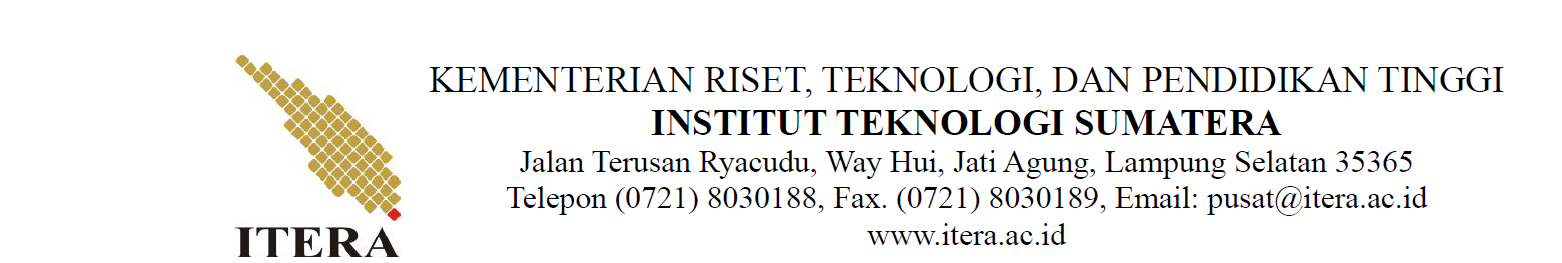 KEMENTERIAN RISET, TEKNOLOGI, DAN PENDIDIKAN TINGGI
INSTITUT TEKNOLOGI SUMATERA
Jalan Terusan Ryacudu, Way Hui, Jati Agung, Lampung Selatan 35365
Telepon (0721) 8030188, Fax. (0721) 8030189, Email: pusat@itera.ac.id
www.itera.ac.id
ITERA